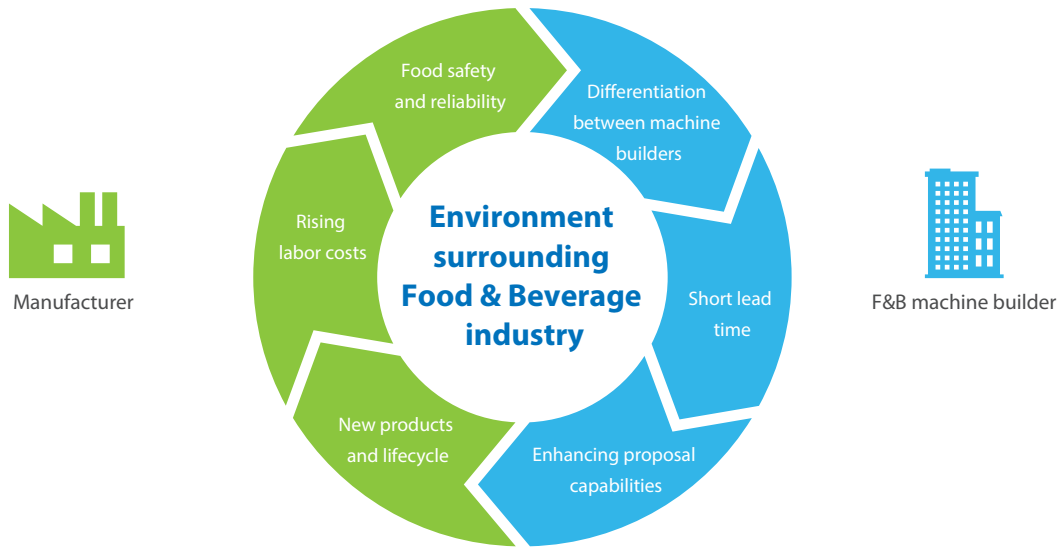 Food safety
and reliability
Differentiation
between machine
builders
Rising
labor costs
Environment
surrounding
Food & Beverage
industry
Short lead
time
Manufacturer
F&B machine builder
New products
and lifecycle
Enhancing proposal
capabilities